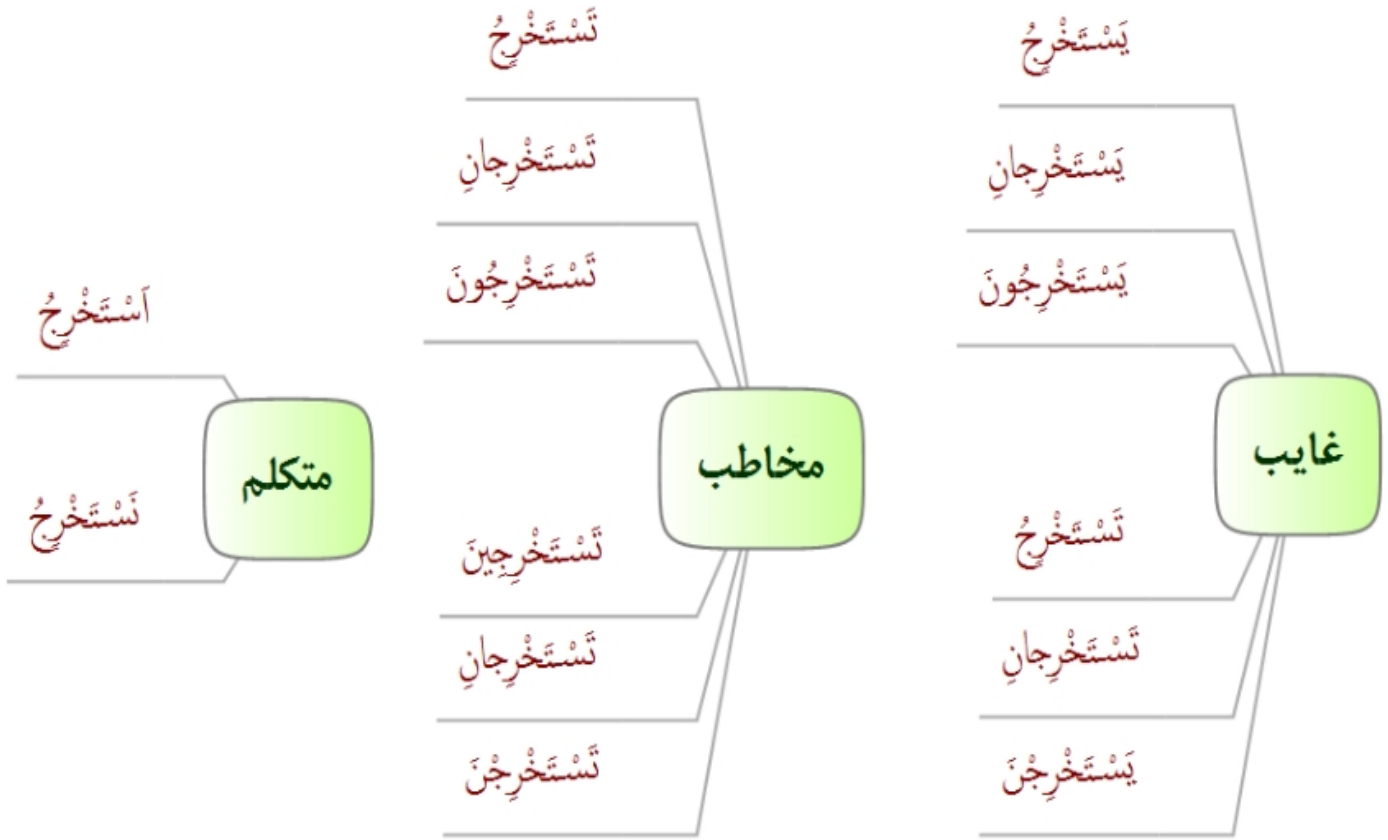 غایب
یَسْتَخْرِجُ
یَسْتَخْرِجانِ
یَسْتَخْرِجُونَ
تَسْتَخْرِجُ
تَسْتَخْرِجانِ
یَسْتَخْرِجْنَ
مخاطب
تَسْتَخْرِجُ
تَسْتَخْرِجانِ
تَسْتَخْرِجُونَ
تَسْتَخْرِجِینَ
تَسْتَخْرِجانِ
تَسْتَخْرِجْنَ
متکلم
اَسْتَخْرِجُ
نَسْتَخْرِجُ